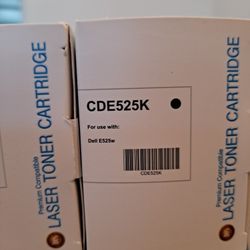 Premium Compatible
LASER TONER CARTRIDGE
CDE525K
For use with:
Dell E525w
CDE525K
Premium Compatible
LASER TONER CARTRIDGE